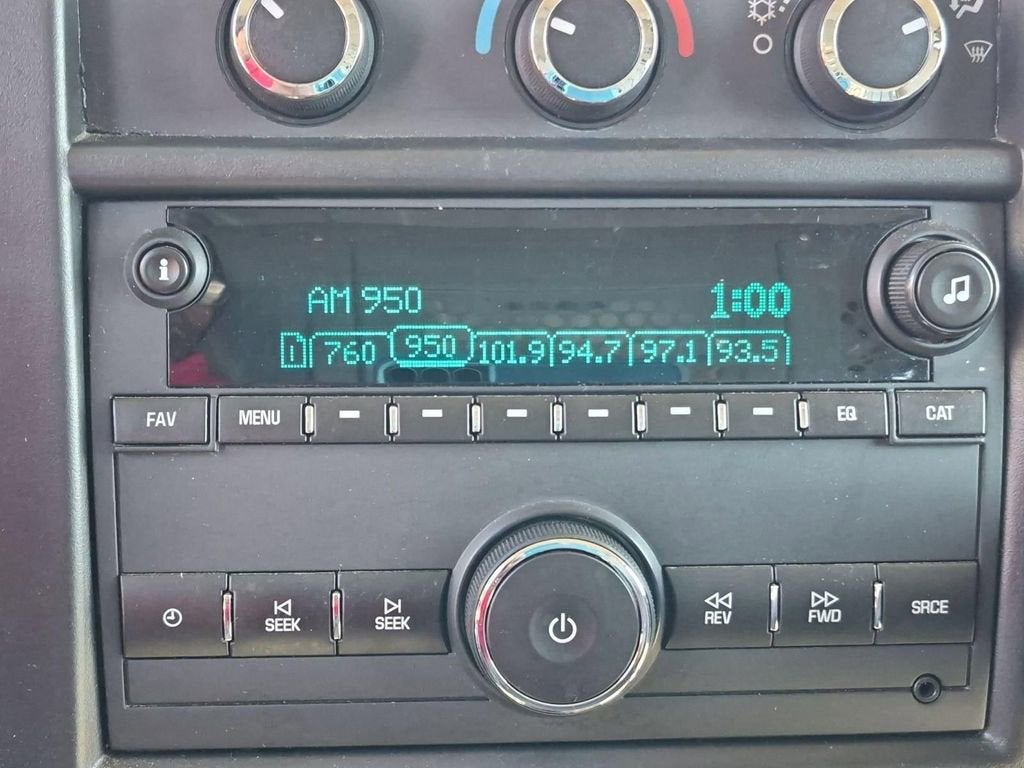 i
AM 950 1:00
1 760 950 101.9 94.7 97.1 93.5
FAV MENU EQ CAT
SEEK SEEK REV FWD SRCE